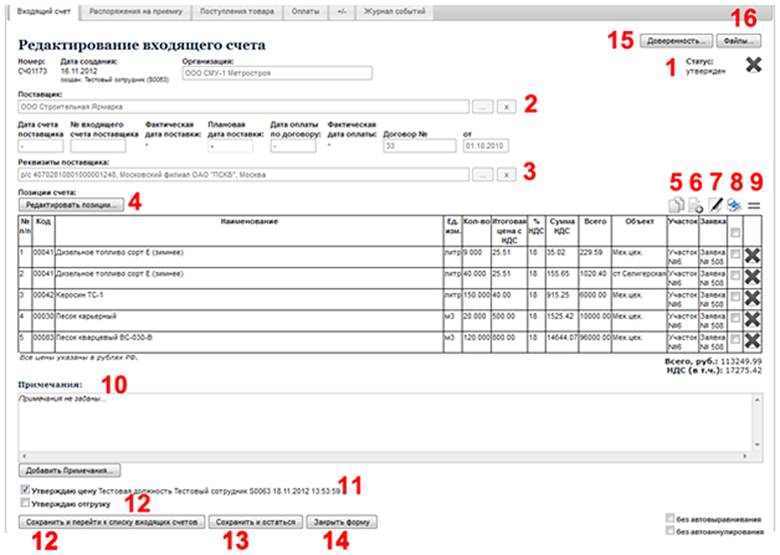 Входящий счет Распоряжения на приемку Поступления товара Оплаты +/- Журнал событий
16
Редактирование входящего счета 15 Доверенность... Файлы...
Номер: Дата создания: Организация: 1 Статус:
СЧ01173 16.11.2012 ООО СМУ-1 Метростроя утвержден
создан: Тестовый сотрудник (S0063)
Поставщик:
ООО Строительная Ярмарка ... x 2
Дата счета № входящего Фактическая Плановая Дата оплаты Фактическая Договор № от
поставщика счета поставщика дата поставки: дата поставки: по договору: дата оплаты:
- - - - - - 33 01.10.2010
Реквизиты поставщика:
р/с 40702810801000001248, Московский филиал ОАО "ПСКБ", Москва ... x 3
Позиции счета:
Редактировать позиции... 4 5 6 7 8 9
№ п/п Код Наименование Ед. изм. Кол-во Итоговая цена с НДС % НДС Сумма НДС Всего Объект Участок Заявка
1 00041 Дизельное топливо сорт Е (зимнее) литр 9.000 25.51 18 35.02 229.59 Мех.цех. Участок №6 Заявка № 508
2 00041 Дизельное топливо сорт Е (зимнее) литр 40.000 25.51 18 155.65 1020.40 ст Селигерская Участок №6 Заявка № 508
3 00042 Керосин ТС-1 литр 150.000 40.00 18 915.25 6000.00 Мех.цех. Участок №6 Заявка № 508
4 00030 Песок карьерный м3 20.000 500.00 18 1525.42 10000.00 Мех.цех. Участок №6 Заявка № 508
5 00083 Песок кварцевый ВС-030-В м3 120.000 800.00 18 14644.07 96000.00 Мех.цех. Участок №6 Заявка № 508
Все цены указаны в рублях РФ.
Всего, руб.: 113249.99
НДС (в т.ч.): 17275.42
Примечания: 10
Примечания не заданы...
Добавить Примечания...
Утверждаю цену Тестовая должность Тестовый сотрудник S0063 18.11.2012 13:53:59 11
Утверждаю отгрузку 12
Сохранить и перейти к списку входящих счетов Сохранить и остаться Закрыть форму
без автовыравнивания
без автоаннулирования
12 13 14